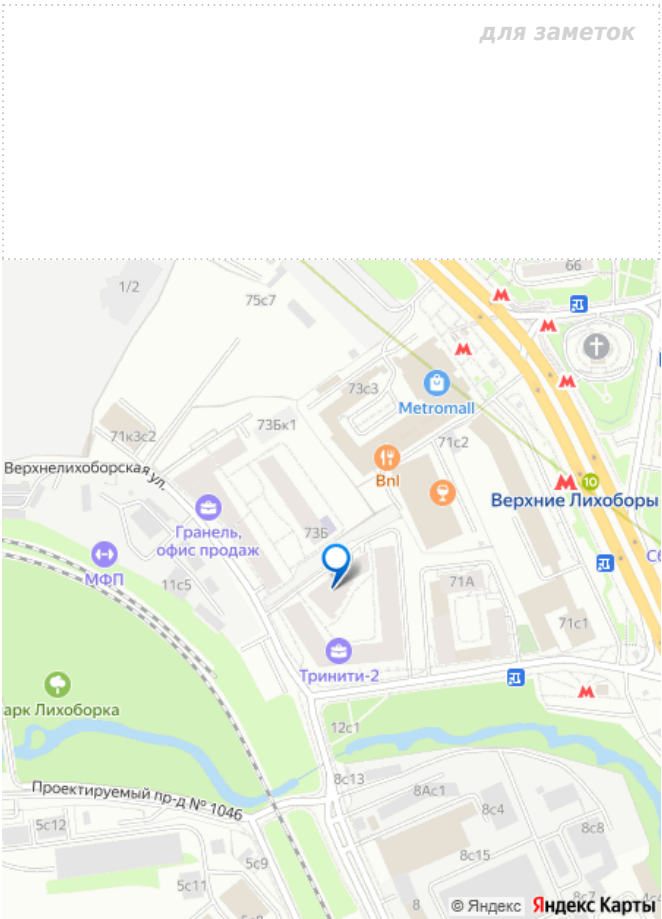 для заметок
66
1/2
75с7
73с3
Metromall
71к3с2
73Бк1
71с2
Верхнелихоборская ул.
Bnl
10
Верхние Лихоборы
Гранель,
офис продаж
73Б
МФП
11с5
71А
71с1
Тринити-2
арк Лихоборка
12с1
8с13
Проектируемый пр-д № 1046
8Ас1
8с4
5с12
8с8
8с15
5с9
5с11
8
8с7
© Яндекс Яндекс Карты